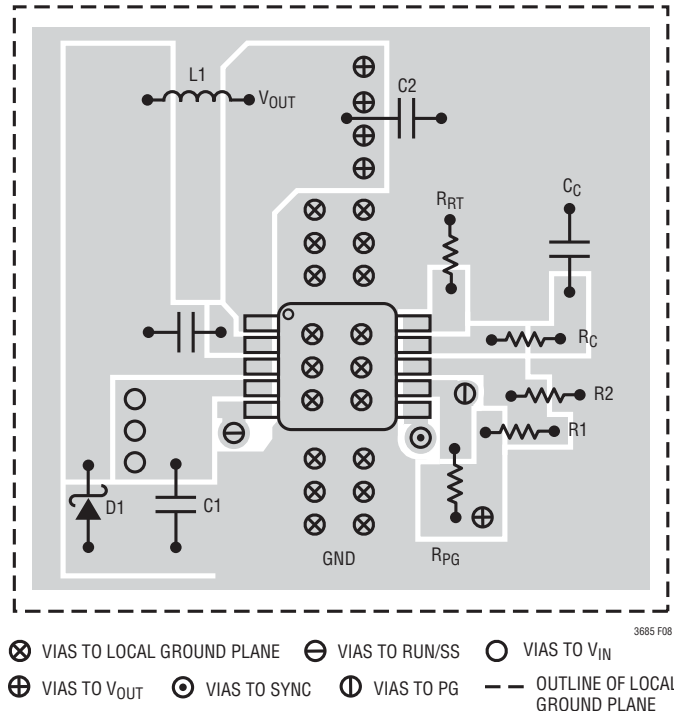 L1
VOUT
C2
RRT
CC
RC
R2
R1
D1
C1
GND
RPG
3685 F08
VIAS TO LOCAL GROUND PLANE
VIAS TO RUN/SS
VIAS TO VIN
VIAS TO VOUT
VIAS TO SYNC
VIAS TO PG
OUTLINE OF LOCAL
GROUND PLANE